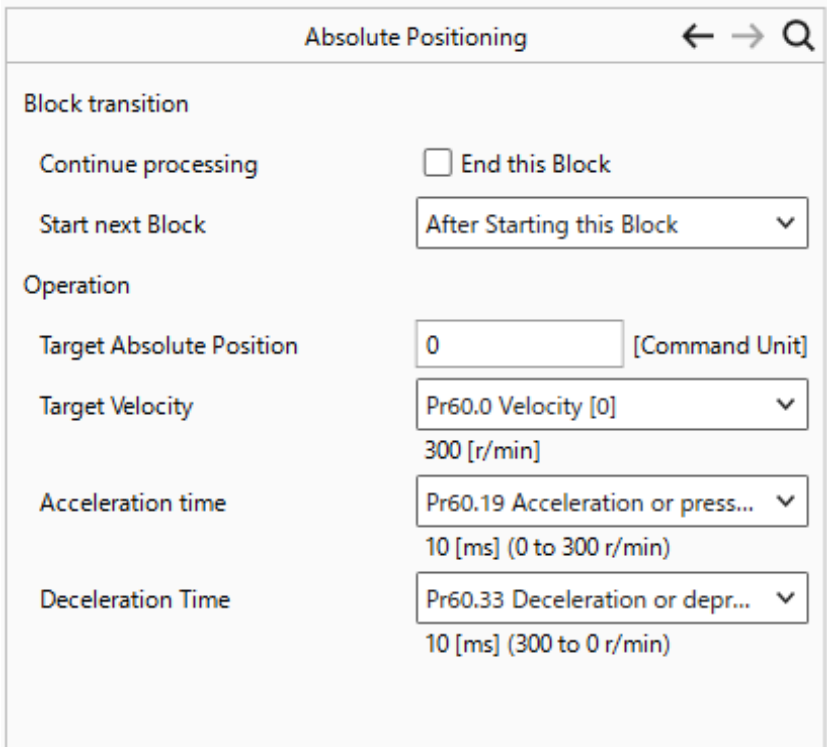 Absolute Positioning
Block transition
Continue processing End this Block
Start next Block After Starting this Block
Operation
Target Absolute Position 0 [Command Unit]
Target Velocity Pr60.0 Velocity [0]
300 [r/min]
Acceleration time Pr60.19 Acceleration or press...
10 [ms] (0 to 300 r/min)
Deceleration Time Pr60.33 Deceleration or depr...
10 [ms] (300 to 0 r/min)